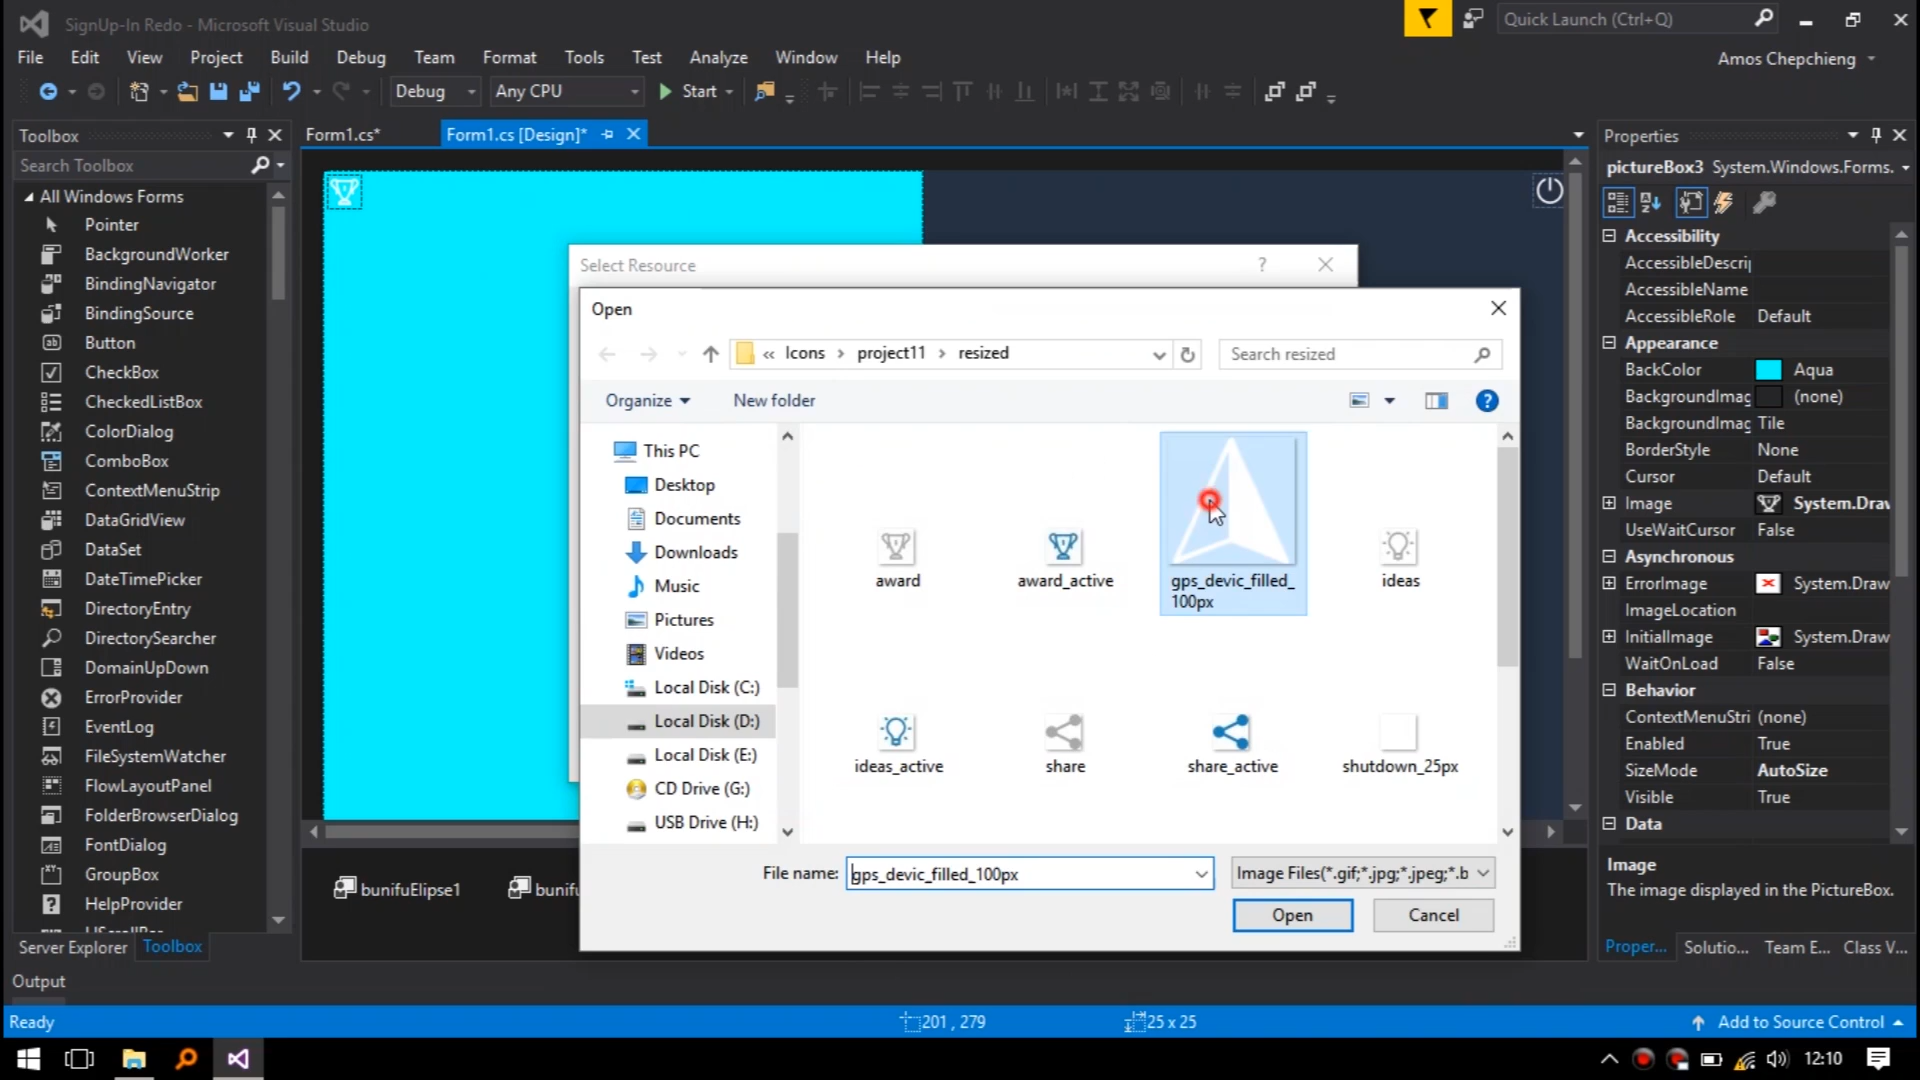 SignUp-In Redo - Microsoft Visual Studio
Quick Launch (Ctrl+Q)
File Edit View Project Build Debug Team Format Tools Test Analyze Window Help
Amos Chepchieng
Debug Any CPU Start
Toolbox
Search Toolbox
All Windows Forms
Pointer
BackgroundWorker
BindingNavigator
BindingSource
Button
CheckBox
CheckedListBox
ColorDialog
ComboBox
ContextMenuStrip
DataGridView
DataSet
DateTimePicker
DirectoryEntry
DirectorySearcher
DomainUpDown
ErrorProvider
EventLog
FileSystemWatcher
FlowLayoutPanel
FolderBrowserDialog
FontDialog
GroupBox
HelpProvider
Server Explorer Toolbox
Output
Form1.cs* Form1.cs [Design]*
Select Resource
Open
« Icons › project11 › resized
Search resized
Organize New folder
This PC
Desktop
Documents
Downloads
Music
Pictures
Videos
Local Disk (C:)
Local Disk (D:)
Local Disk (E:)
CD Drive (G:)
USB Drive (H:)
award
award_active
gps_devic_filled_
100px
ideas
ideas_active
share
share_active
shutdown_25px
File name: gps_devic_filled_100px
Image Files(*.gif;*.jpg;*.jpeg;*.b
Open Cancel
bunifuElipse1 bunifu
Properties
pictureBox3 System.Windows.Forms.
Accessibility
AccessibleDescrip
AccessibleName
AccessibleRole Default
Appearance
BackColor Aqua
BackgroundImag (none)
BackgroundImag Tile
BorderStyle None
Cursor Default
Image System.Draw
UseWaitCursor False
Asynchronous
ErrorImage System.Draw
ImageLocation
InitialImage System.Draw
WaitOnLoad False
Behavior
ContextMenuStri (none)
Enabled True
SizeMode AutoSize
Visible True
Data
Image
The image displayed in the PictureBox.
Proper... Solutio... Team E... Class V...
Ready
201 , 279
25 x 25
Add to Source Control
12:10